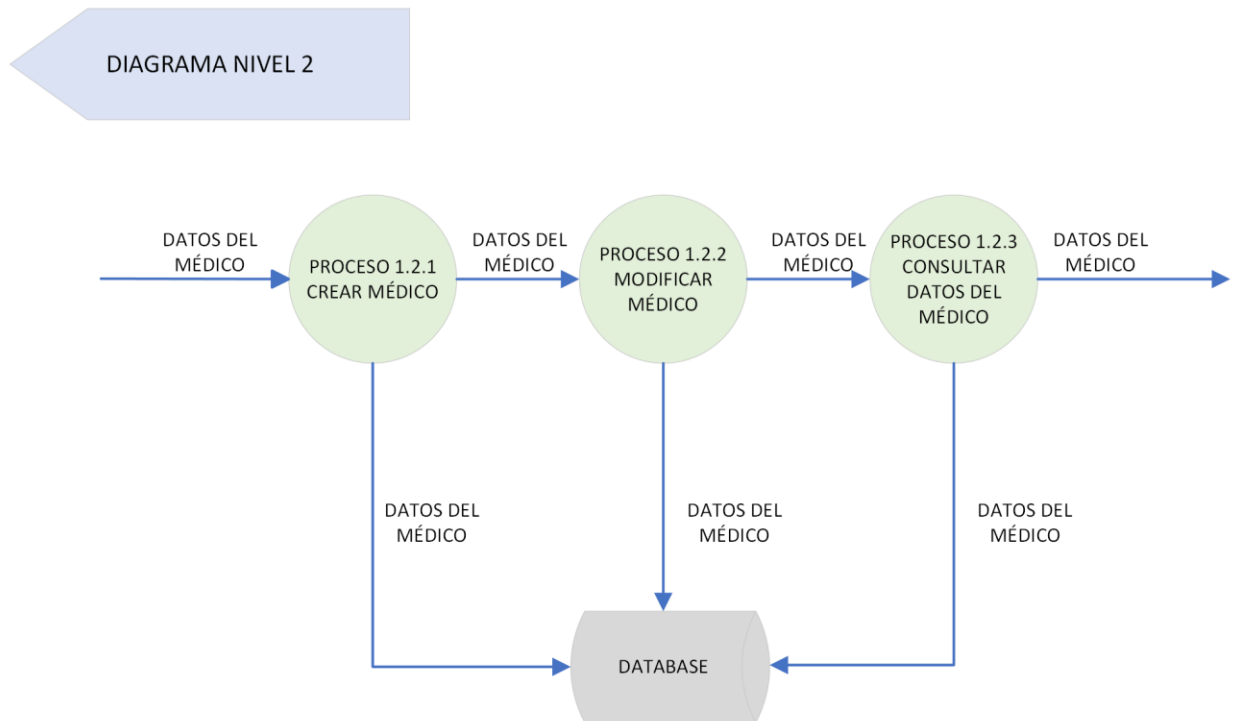 DIAGRAMA NIVEL 2
DATOS DEL
MÉDICO
PROCESO 1.2.1
CREAR MÉDICO
DATOS DEL
MÉDICO
PROCESO 1.2.2
MODIFICAR
MÉDICO
DATOS DEL
MÉDICO
PROCESO 1.2.3
CONSULTAR
DATOS DEL
MÉDICO
DATOS DEL
MÉDICO
DATOS DEL
MÉDICO
DATOS DEL
MÉDICO
DATOS DEL
MÉDICO
DATABASE